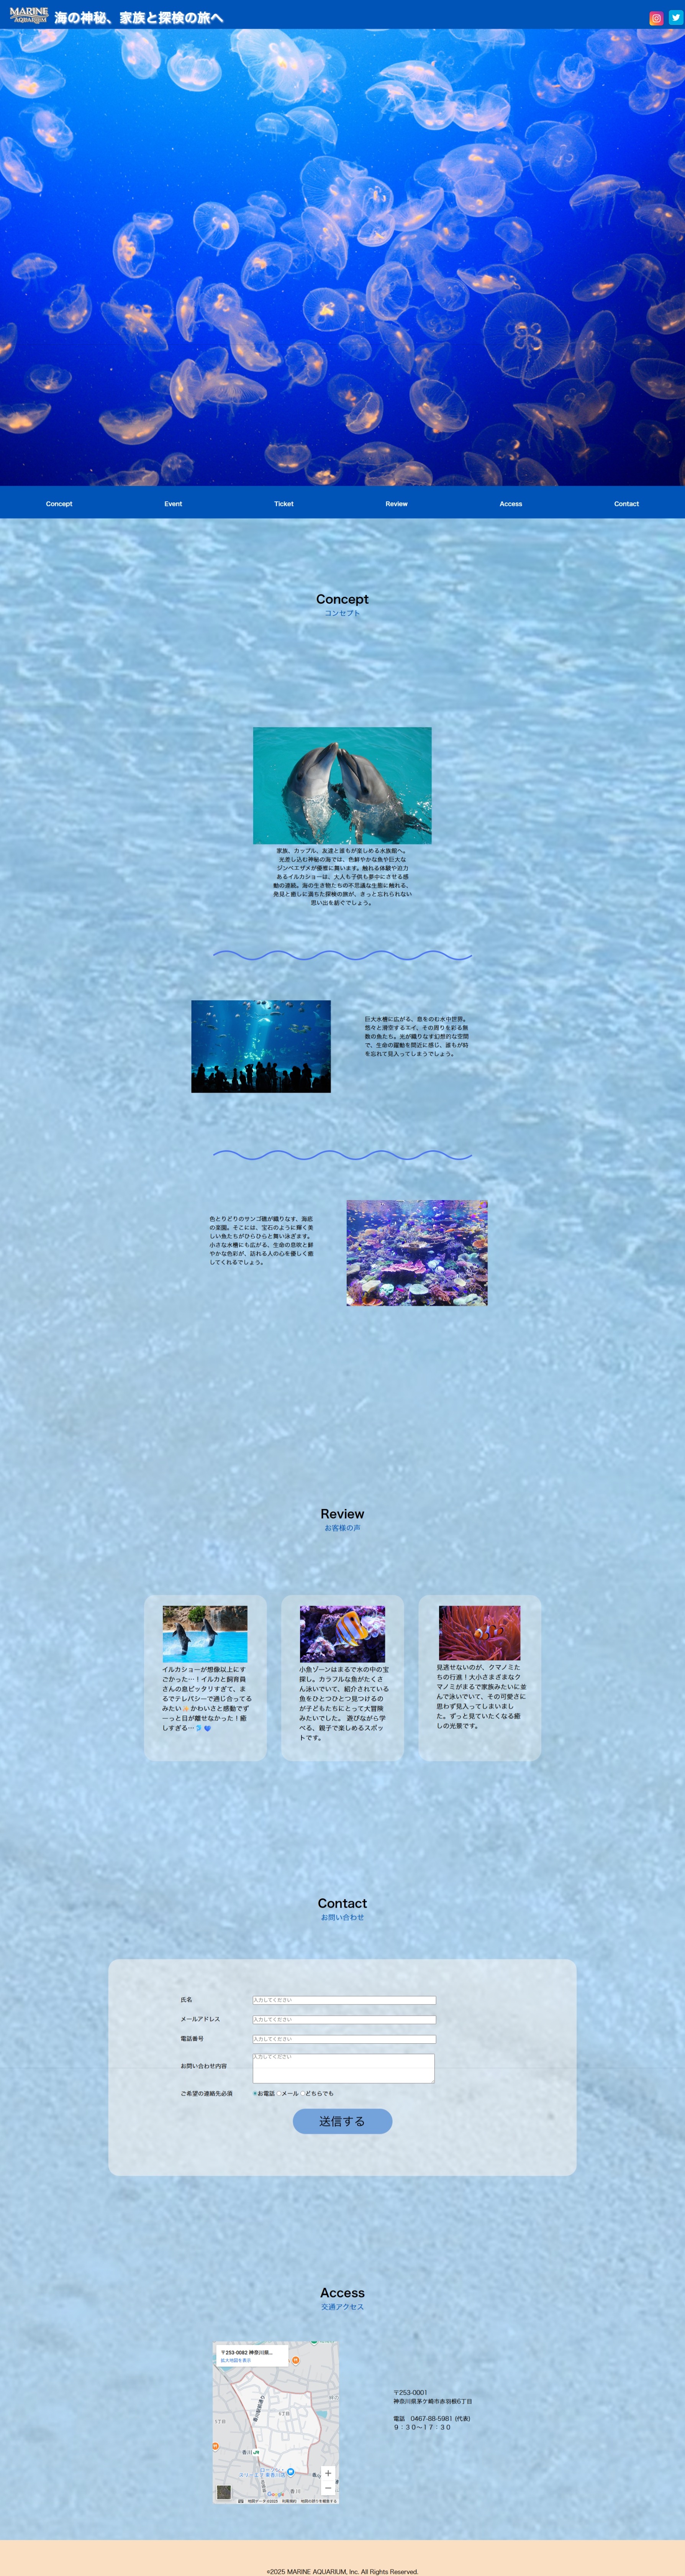 MARINE AQUARIUM
海の神秘、家族と探検の旅へ
Concept Event Ticket Review Access Contact
Concept
コンセプト
家族、カップル、友達と誰もが楽しめる水族館へ。
光差し込む神秘の海では、色鮮やかな魚や巨大な
ジンベエザメが優雅に舞います。触れる体験や迫力
あるイルカショーは、大人も子供も夢中にさせる感
動の連続。海の生き物たちの不思議な生態に触れる、
発見と癒しに満ちた探検の旅が、きっと忘れられない
思い出を紡ぐでしょう。
巨大水槽に広がる、息をのむ水中世界。
悠々と滑空するエイ、その周りを彩る無
数の魚たち。光が織りなす幻想的な空間
で、生命の躍動を間近に感じ、誰もが時
を忘れて見入ってしまうでしょう。
色とりどりのサンゴ礁が織りなす、海底
の楽園。そこには、宝石のように輝く美
しい魚たちがひらひらと舞い泳ぎます。
小さな水槽にも広がる、生命の息吹と鮮
やかな色彩が、訪れる人の心を優しく癒
してくれるでしょう。
Review
お客様の声
イルカショーが想像以上にす
ごかった…！イルカと飼育員
さんの息ピッタリすぎて、ま
るでテレパシーで通じ合ってる
みたい かわいさと感動でず
ーっと目が離せなかった！癒
しすぎる…🩵💙
小魚ゾーンはまるで水の中の宝
探し。カラフルな魚がたくさ
ん泳いでいて、紹介されている
魚をひとつひとつ見つけるの
が子どもたちにとって大冒険
みたいでした。 遊びながら学
べる、親子で楽しめるスポッ
トです。
見逃せないのが、クマノミた
ちの行進！大小さまざまなク
マノミがまるで家族みたいに並
んで泳いでいて、その可愛さに
思わず見入ってしまいまし
た。ずっと見ていたくなる癒
しの光景です。
Contact
お問い合わせ
氏名 入力してください
メールアドレス 入力してください
電話番号 入力してください
お問い合わせ内容 入力してください
ご希望の連絡先必須 お電話 メール どちらでも
送信する
Access
交通アクセス
〒253-0082 神奈川県...
拡大地図を表示
香川
Google
地図データ ©2025 利用規約 地図の誤りを報告する
〒253-0001
神奈川県茅ケ崎市赤羽根6丁目
電話 0467-88-5981 (代表)
９：３０〜１７：３０
©2025 MARINE AQUARIUM, Inc. All Rights Reserved.